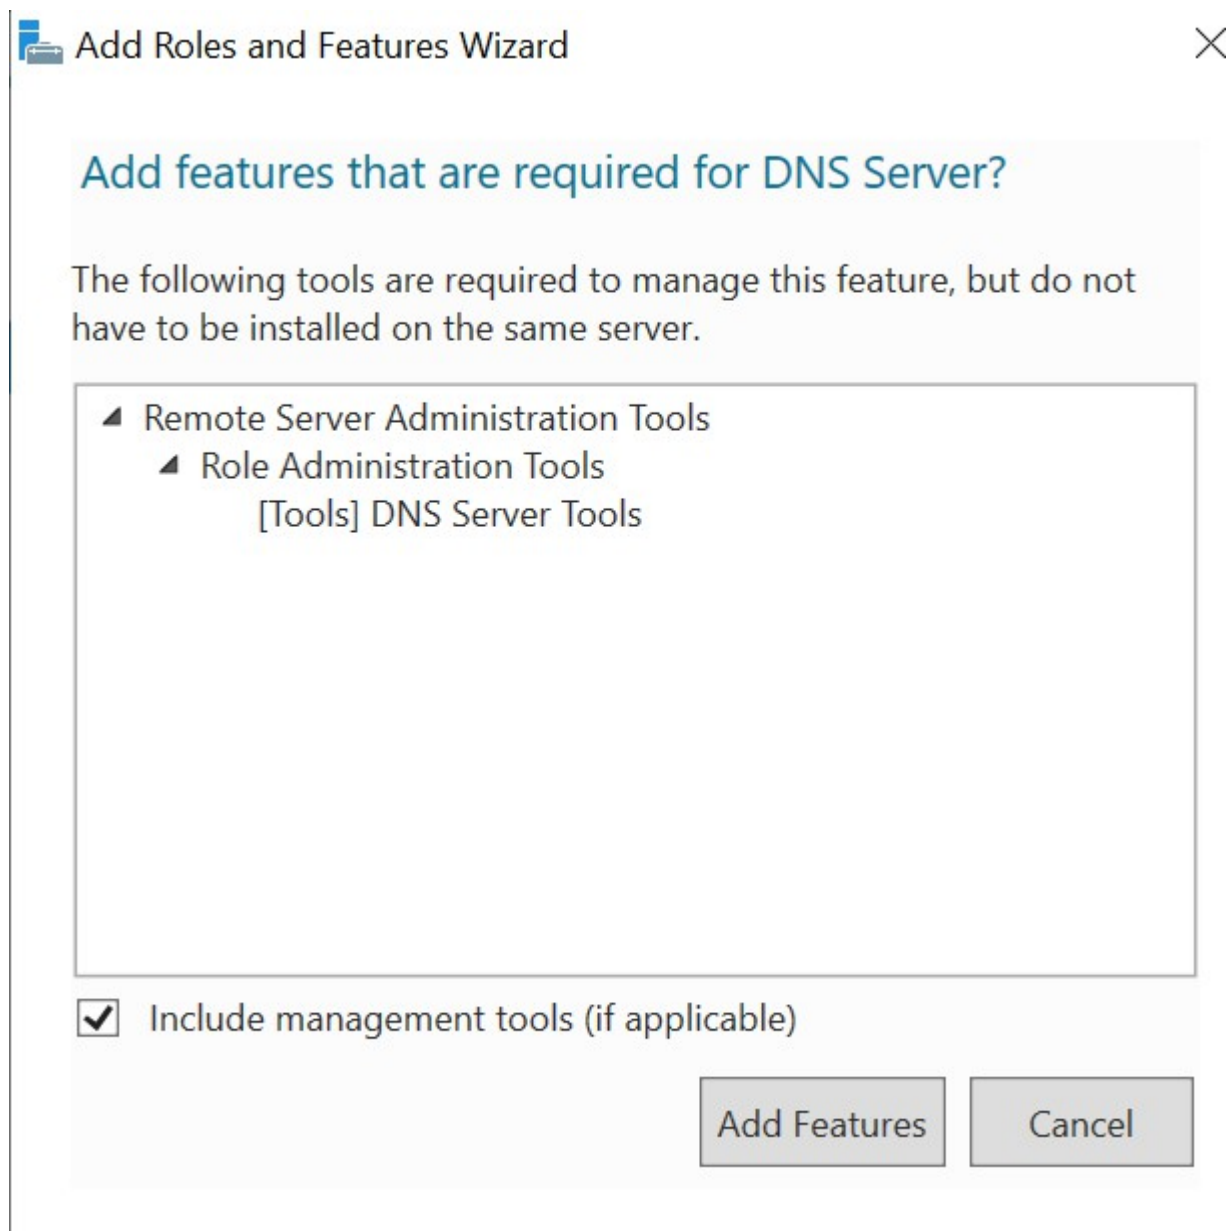 Add Roles and Features Wizard
Add features that are required for DNS Server?
The following tools are required to manage this feature, but do not
have to be installed on the same server.
Remote Server Administration Tools
Role Administration Tools
[Tools] DNS Server Tools
Include management tools (if applicable)
Add Features
Cancel